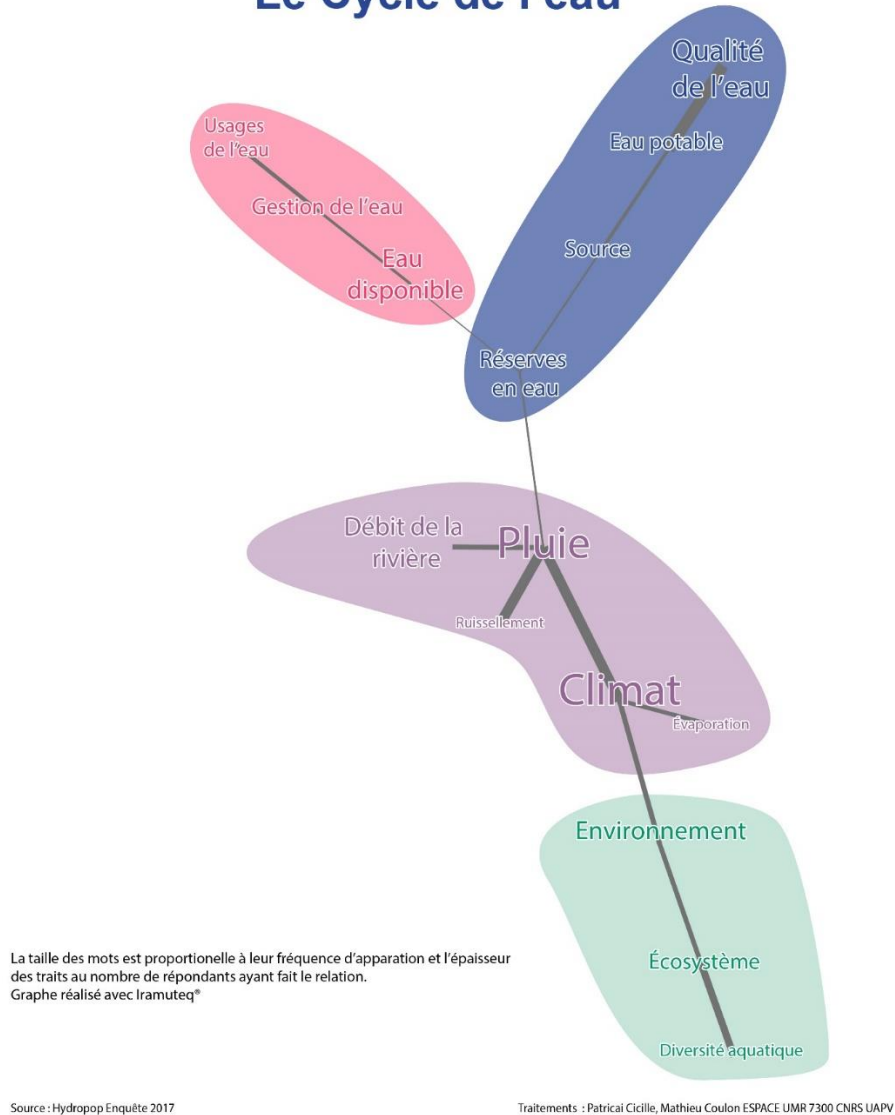 Le Cycle de l'eau
Qualité
de l'eau
Usages
de l'eau
Eau potable
Gestion de l'eau
Source
Eau
disponible
Réserves
en eau
Débit de la
rivière
Pluie
Ruissellement
Climat
Évaporation
Environnement
Écosystème
Diversité aquatique
La taille des mots est proportionelle à leur fréquence d'apparation et l'épaisseur
des traits au nombre de répondants ayant fait le relation.
Graphe réalisé avec Iramuteq®
Source : Hydropop Enquête 2017
Traitements : Patricai Cicille, Mathieu Coulon ESPACE UMR 7300 CNRS UAPV